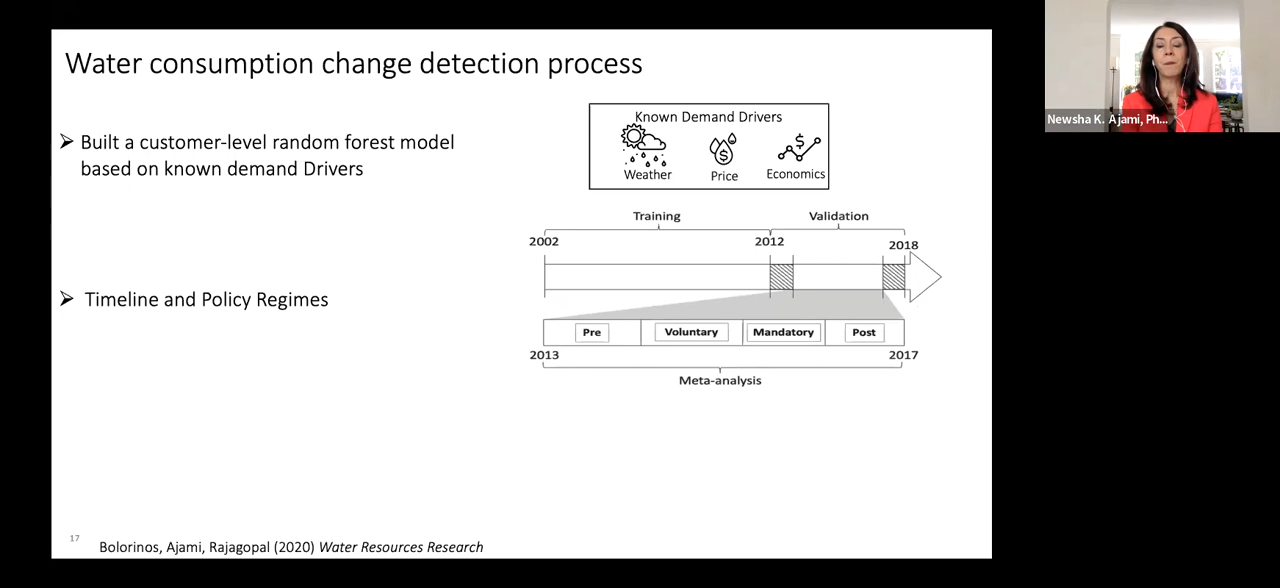 Water consumption change detection process
➢ Built a customer-level random forest model
based on known demand Drivers
Known Demand Drivers
Weather
Price
Economics
Training
Validation
2002
2012
2018
➢ Timeline and Policy Regimes
Pre
Voluntary
Mandatory
Post
2013
2017
Meta-analysis
17
Bolorinos, Ajami, Rajagopal (2020) Water Resources Research
Newsha K. Ajami, Ph...